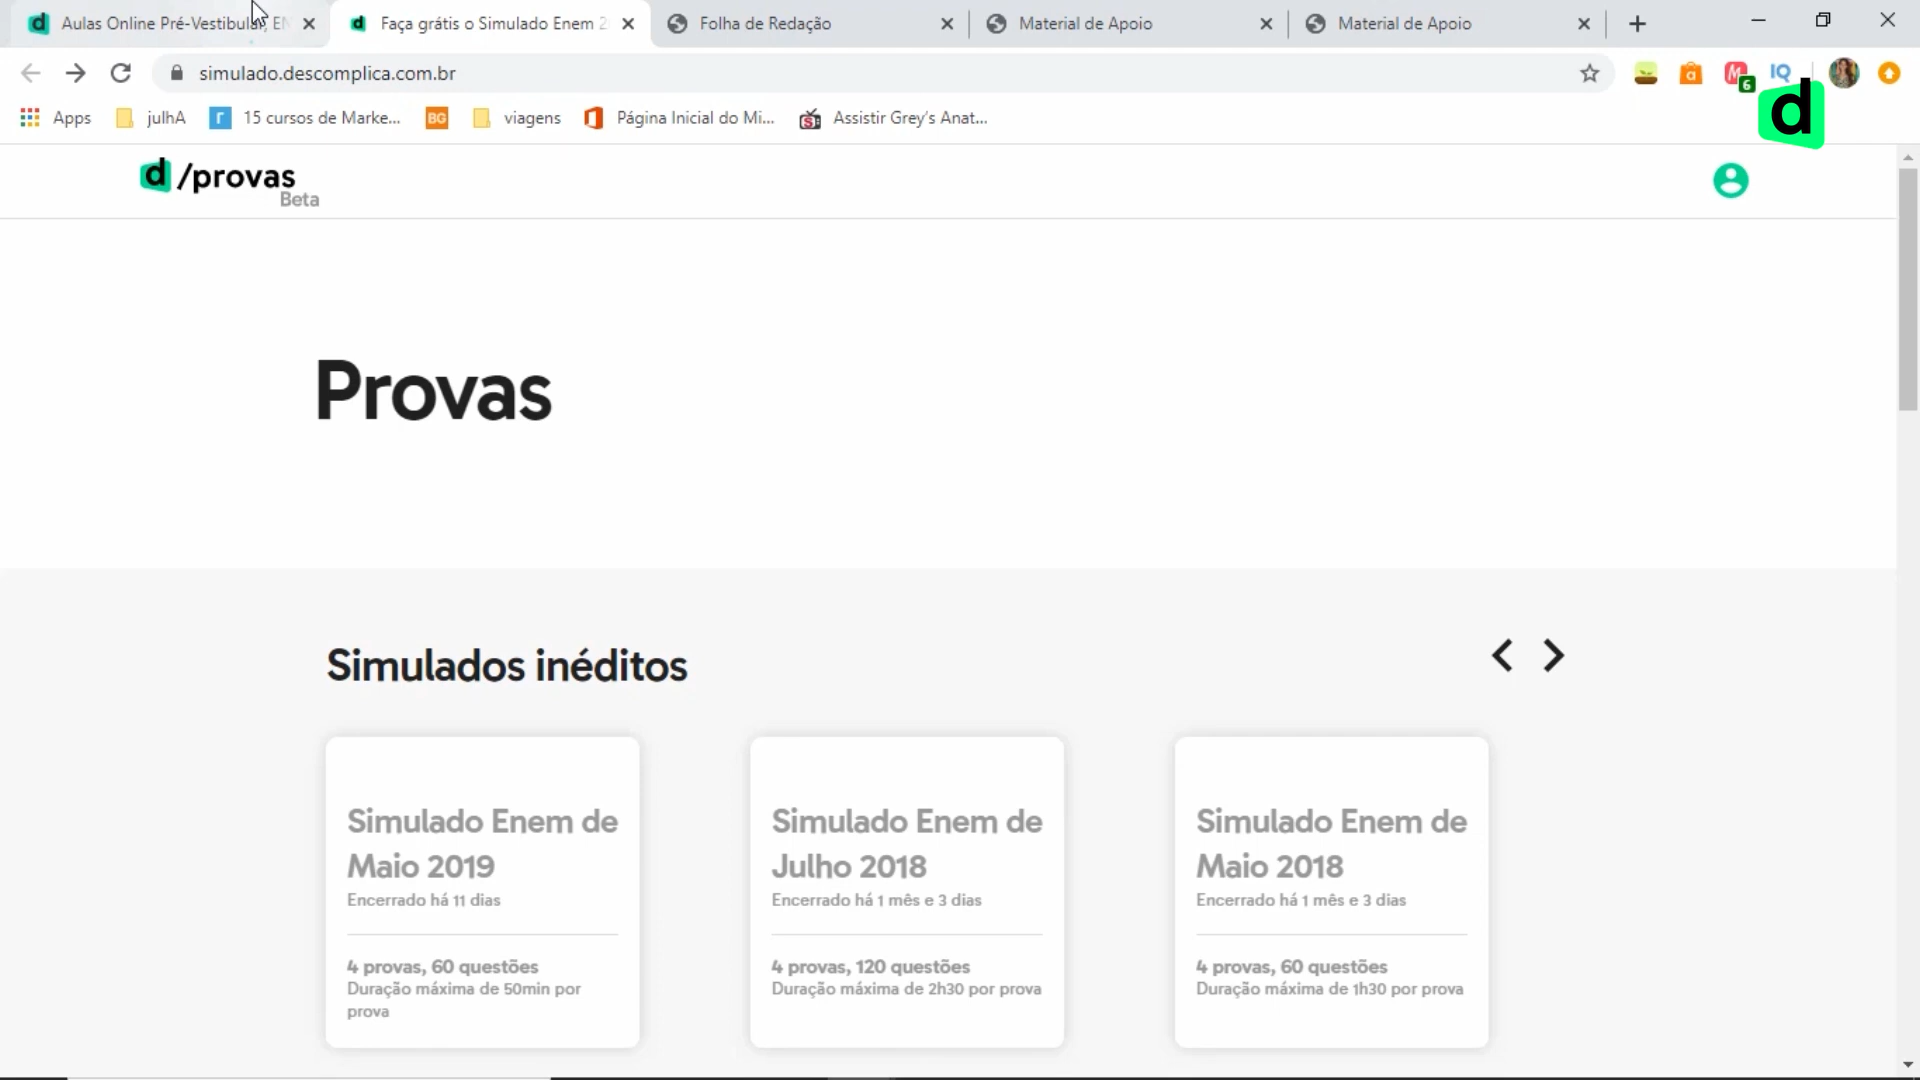 Aulas Online Pré-Vestibular, EN
Faça grátis o Simulado Enem 2
Folha de Redação
Material de Apoio
Material de Apoio
simulado.descomplica.com.br
6
IQ
Apps
julhA
15 cursos de Marke...
BG
viagens
Página Inicial do Mi...
Assistir Grey's Anat...
d
d/provas
Beta
Provas
Simulados inéditos
Simulado Enem de
Maio 2019
Encerrado há 11 dias
4 provas, 60 questões
Duração máxima de 50min por
prova
Simulado Enem de
Julho 2018
Encerrado há 1 mês e 3 dias
4 provas, 120 questões
Duração máxima de 2h30 por prova
Simulado Enem de
Maio 2018
Encerrado há 1 mês e 3 dias
4 provas, 60 questões
Duração máxima de 1h30 por prova